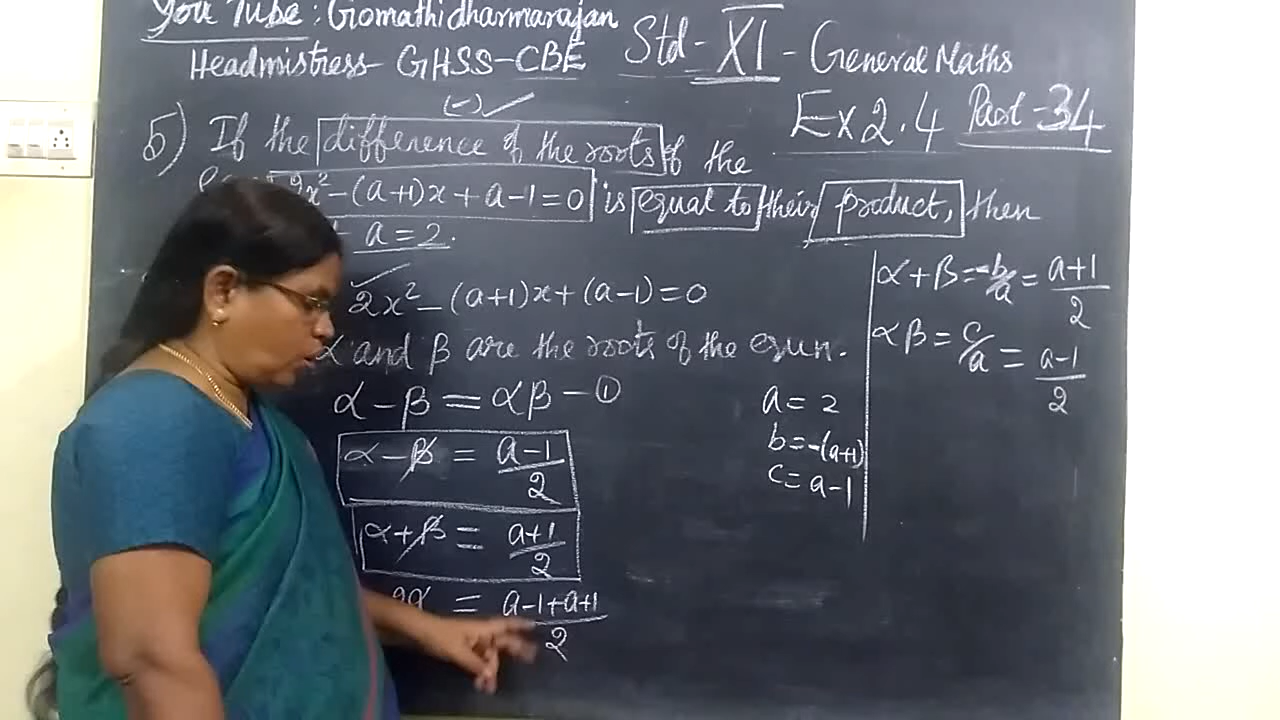 You Tube : Gomathidharmarajan
Headmistress - GHSS-CBE
Std - XI - General Maths
Ex 2.4 Part - 34
(-) ✓
5) If the difference of the roots of the
2x² - (a+1)x + a-1=0 is equal to their product, then
a = 2.
2x² - (a+1)x + (a-1) = 0
α and β are the roots of the equn.
α - β = αβ - ①
α - β = a-1/2
α + β = a+1/2
2α = a-1+a+1/2
a = 2
b = -(a+1)
c = a-1
α + β = -b/a = a+1/2
αβ = c/a = a-1/2